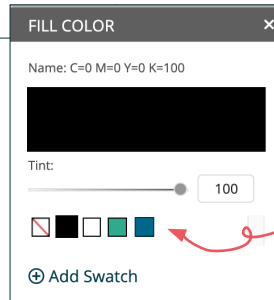 FILL COLOR ×
Name: C=0 M=0 Y=0 K=100
Tint:
100
Add Swatch